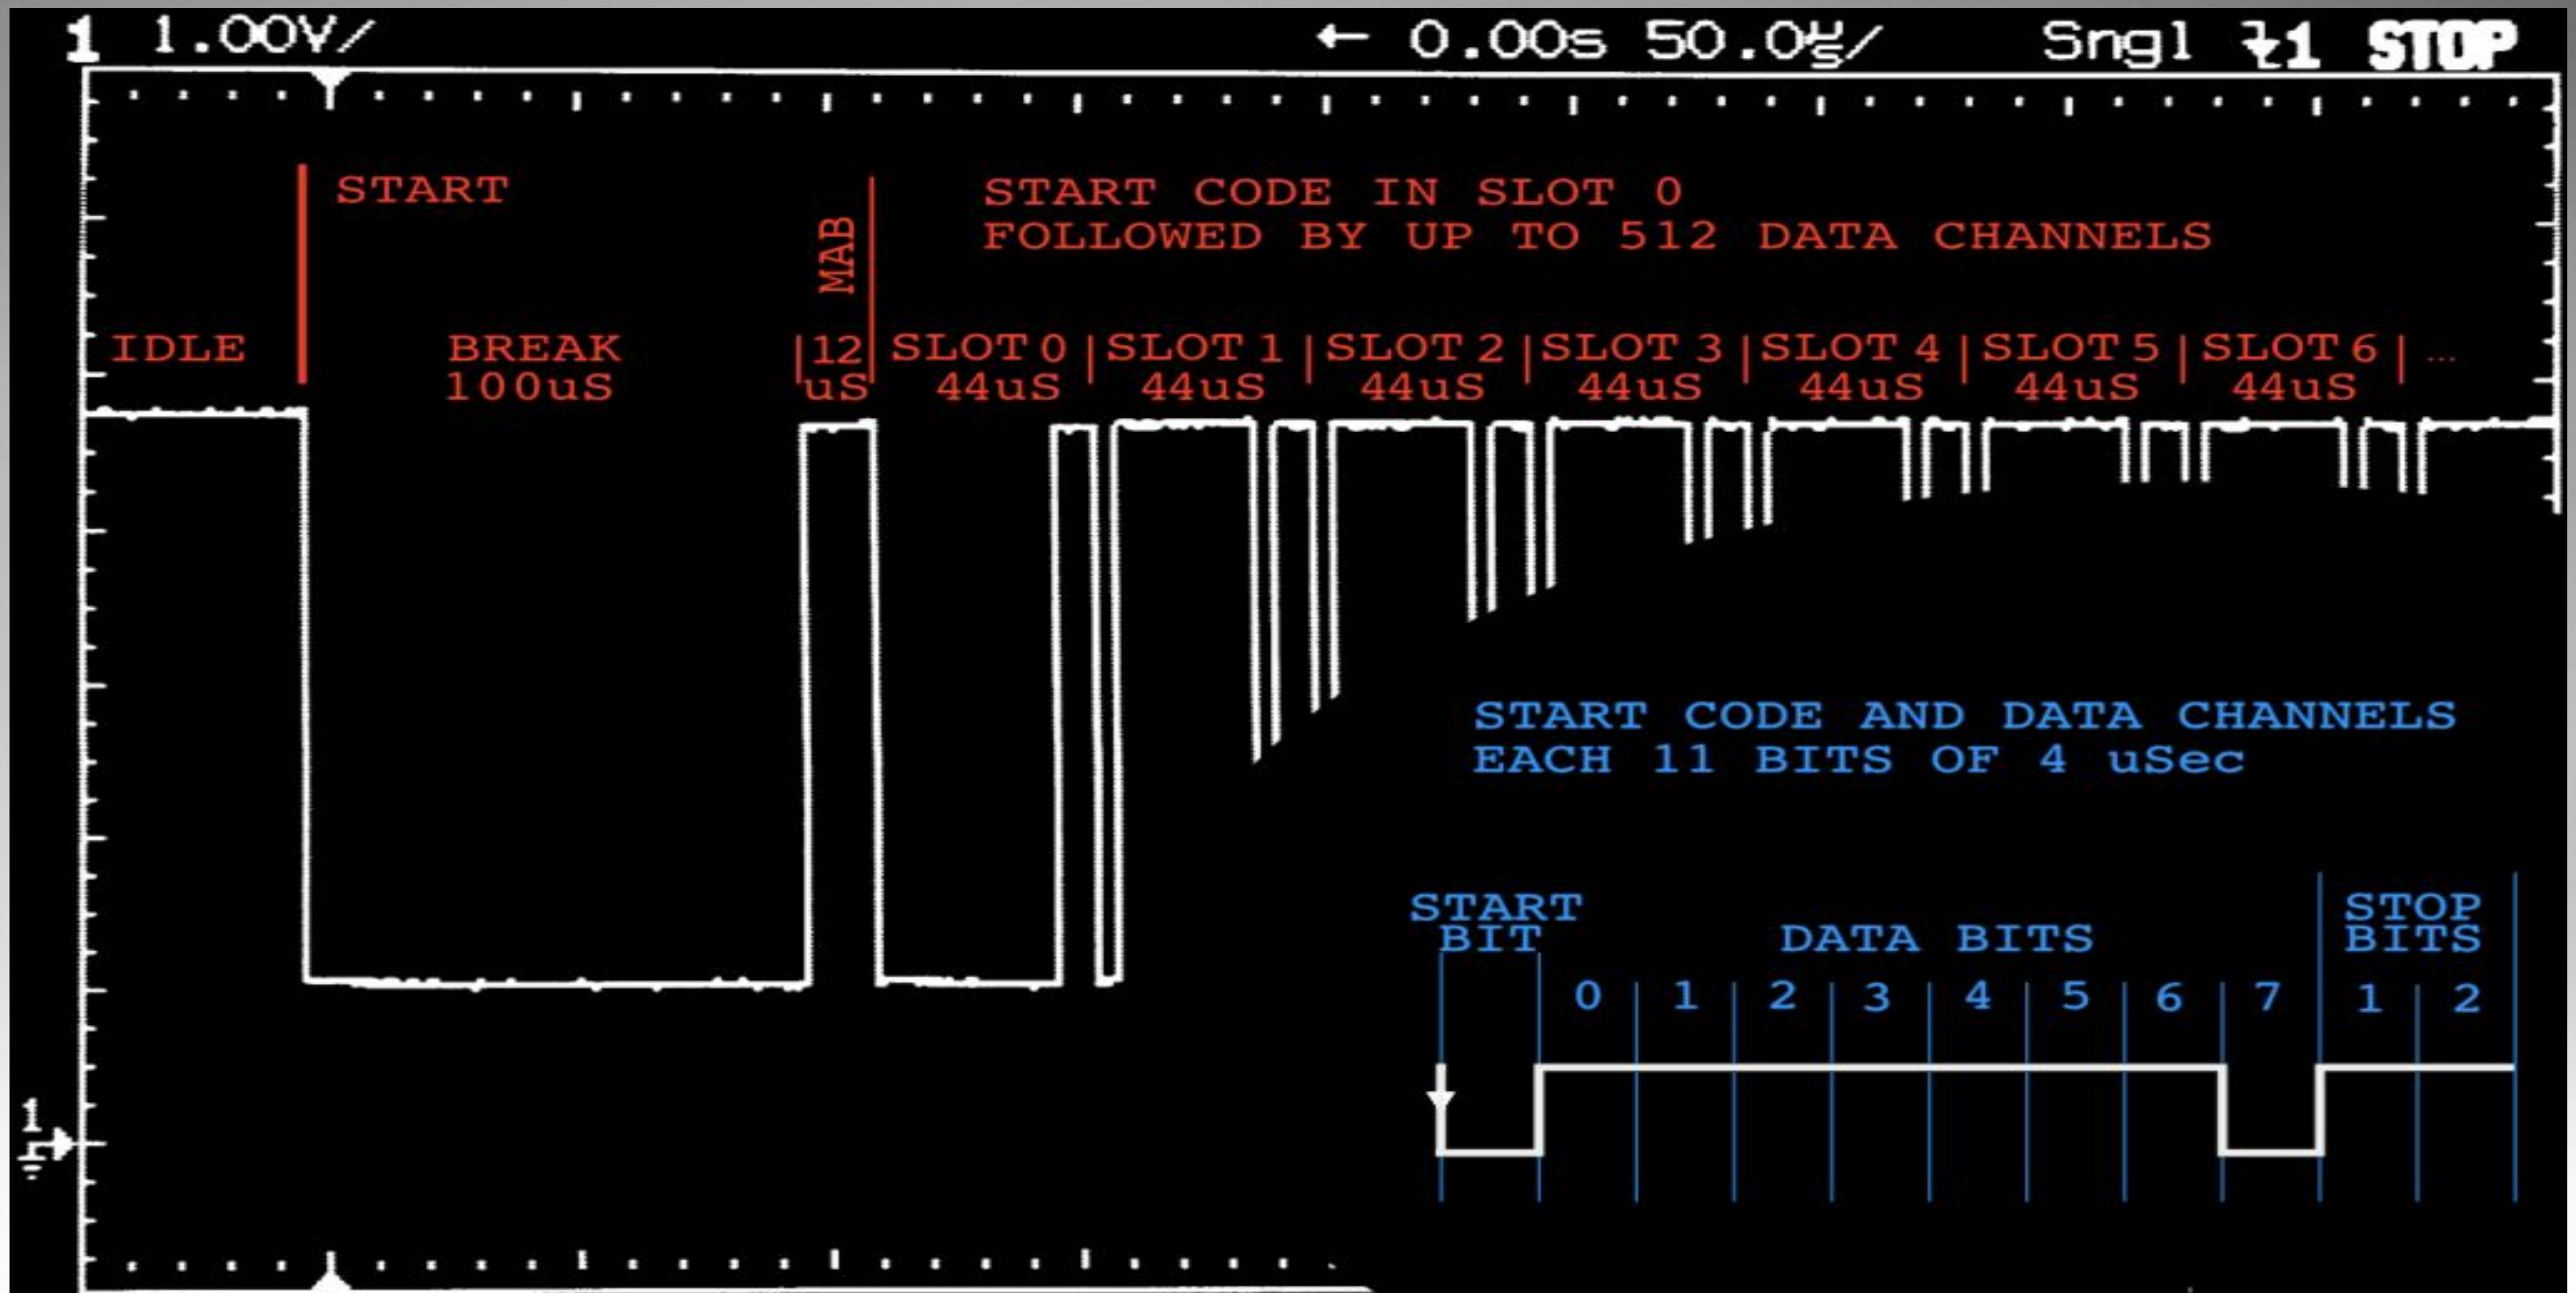 1 1.00V/ ← 0.00s 50.0µs/ Sngl 1 STOP
START
START CODE IN SLOT 0
FOLLOWED BY UP TO 512 DATA CHANNELS
MAB
IDLE
BREAK
100uS
12
uS
SLOT 0
44uS
SLOT 1
44uS
SLOT 2
44uS
SLOT 3
44uS
SLOT 4
44uS
SLOT 5
44uS
SLOT 6
44uS
...
START CODE AND DATA CHANNELS
EACH 11 BITS OF 4 uSec
START
BIT
DATA BITS
STOP
BITS
0 1 2 3 4 5 6 7 1 2
1